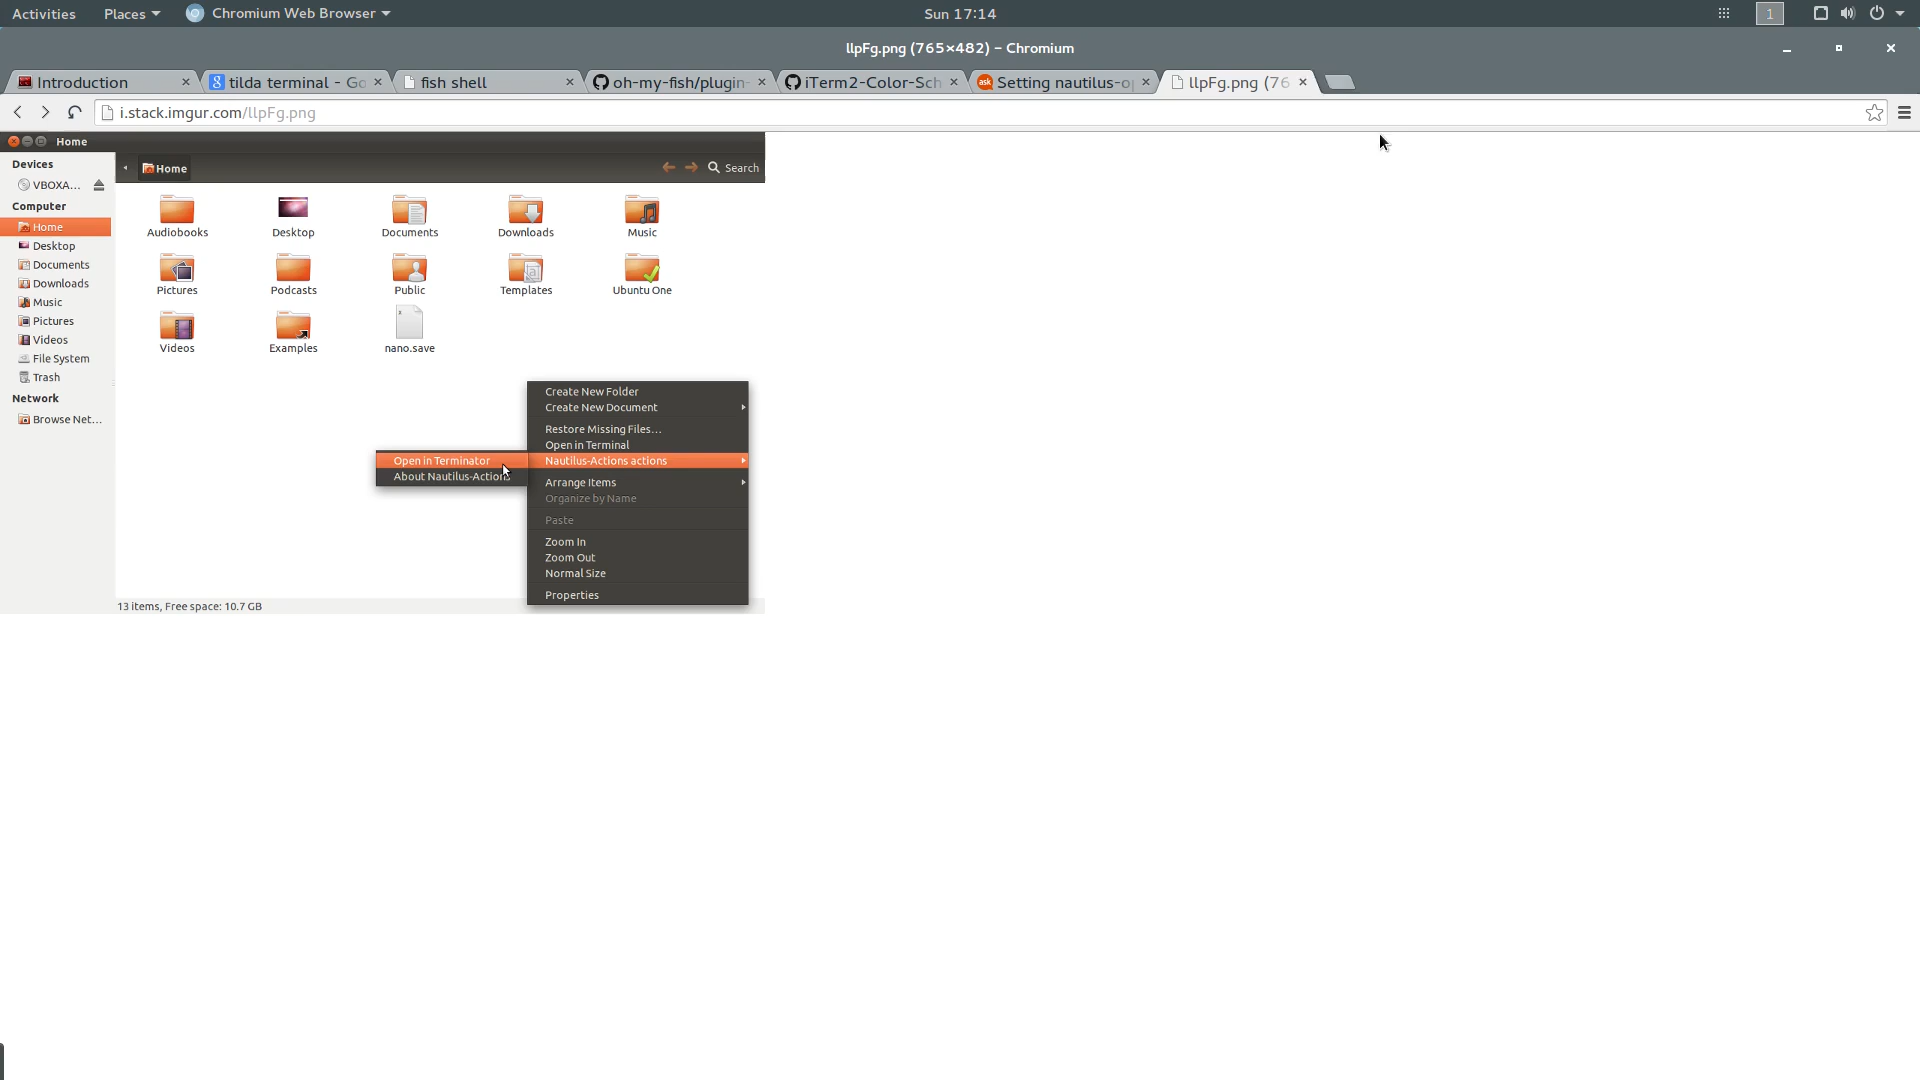 Activities Places Chromium Web Browser Sun 17:14 1
llpFg.png (765×482) – Chromium
Introduction tilda terminal - Go fish shell oh-my-fish/plugin- iTerm2-Color-Sch Setting nautilus-o llpFg.png (76
i.stack.imgur.com/llpFg.png
Home
Devices
VBOXA...
Computer
Home
Desktop
Documents
Downloads
Music
Pictures
Videos
File System
Trash
Network
Browse Net...
Home Search
Audiobooks Desktop Documents Downloads Music
Pictures Podcasts Public Templates Ubuntu One
Videos Examples nano.save
Create New Folder
Create New Document
Restore Missing Files...
Open in Terminal
Nautilus-Actions actions
Open in Terminator
About Nautilus-Actions
Arrange Items
Organize by Name
Paste
Zoom In
Zoom Out
Normal Size
Properties
13 items, Free space: 10.7 GB